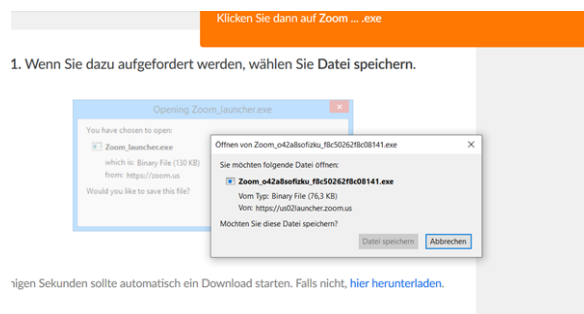 Klicken Sie dann auf Zoom ... .exe
1. Wenn Sie dazu aufgefordert werden, wählen Sie Datei speichern.
Opening Zoom_launcher.exe
You have chosen to open:
Zoom_launcher.exe
which is: Binary File (130 KB)
from: https://zoom.us
Would you like to save this file?
Öffnen von Zoom_o42a8sofizku_f8c50262f8c08141.exe
Sie möchten folgende Datei öffnen:
Zoom_o42a8sofizku_f8c50262f8c08141.exe
Vom Typ: Binary File (76,3 KB)
Von: https://us02launcher.zoom.us
Möchten Sie diese Datei speichern?
Datei speichern Abbrechen
nigen Sekunden sollte automatisch ein Download starten. Falls nicht, hier herunterladen.